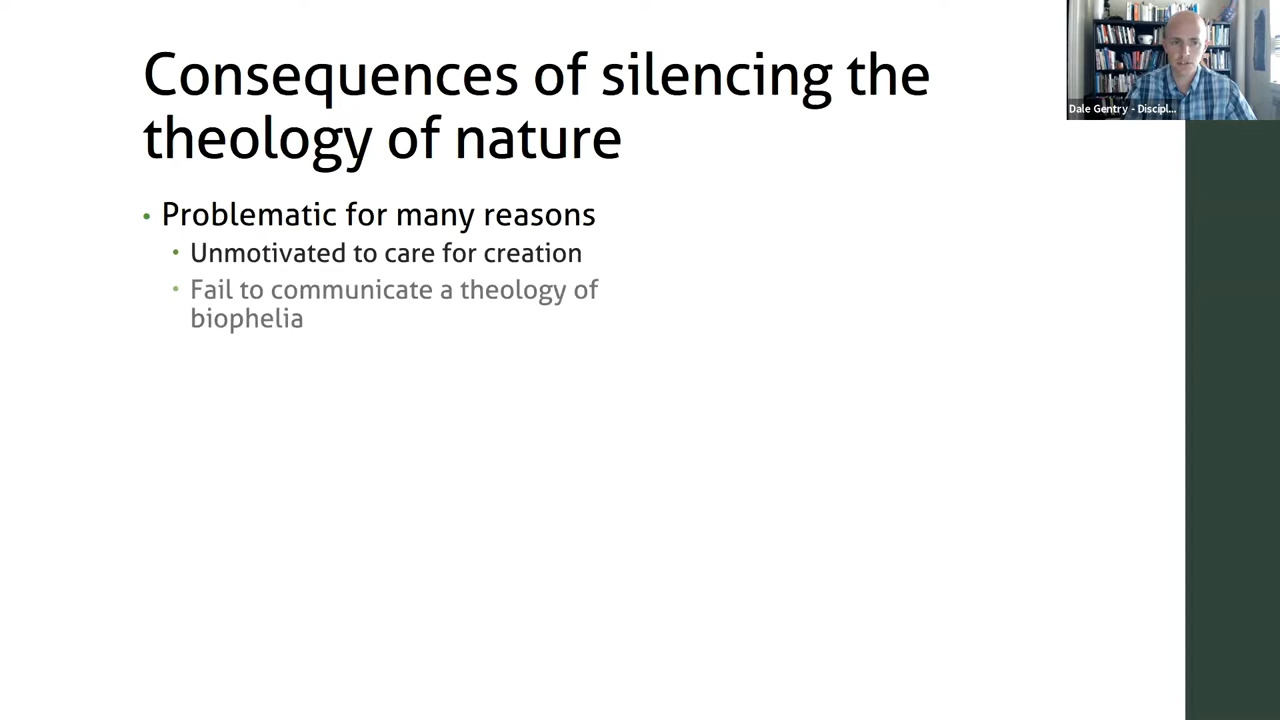 Consequences of silencing the
theology of nature
• Problematic for many reasons
• Unmotivated to care for creation
• Fail to communicate a theology of
biophelia
Dale Gentry - Discipl...